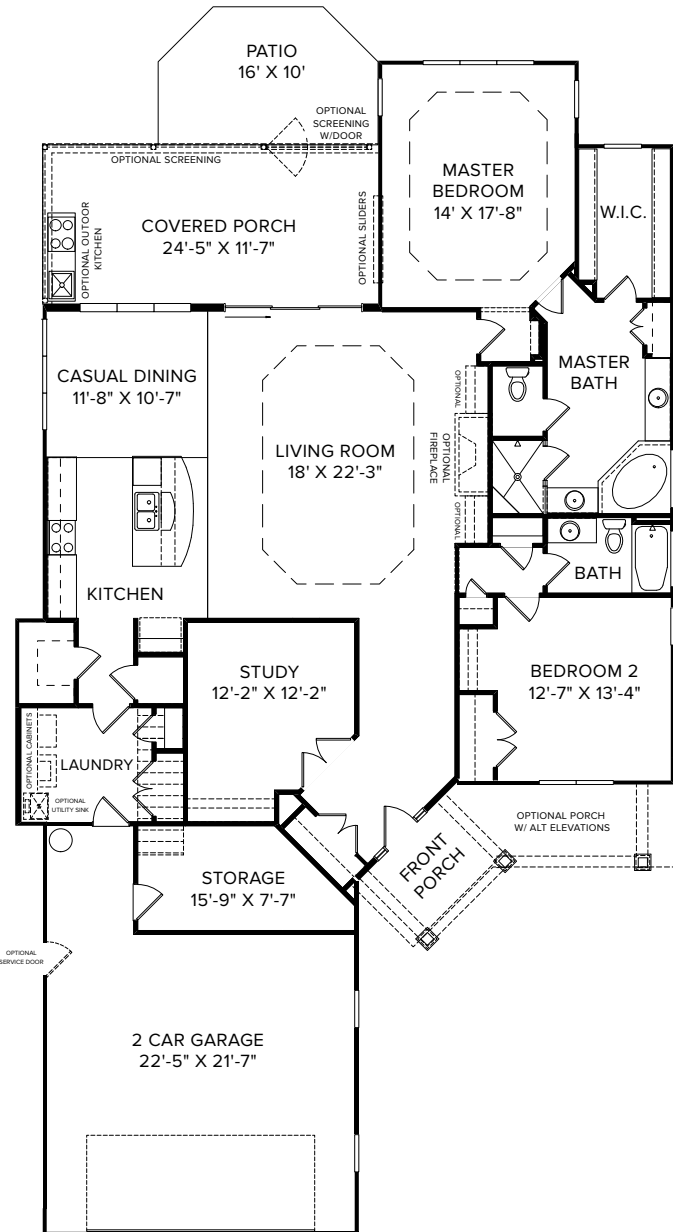 PATIO
16' X 10'
OPTIONAL
SCREENING
W/DOOR
OPTIONAL SCREENING
MASTER
BEDROOM
14' X 17'-8"
W.I.C.
COVERED PORCH
24'-5" X 11'-7"
OPTIONAL OUTOOR
KITCHEN
OPTIONAL SLIDERS
CASUAL DINING
11'-8" X 10'-7"
MASTER
BATH
LIVING ROOM
18' X 22'-3"
OPTIONAL
OPTIONAL
FIREPLACE
OPTIONAL
KITCHEN
BATH
STUDY
12'-2" X 12'-2"
BEDROOM 2
12'-7" X 13'-4"
OPTIONAL CABINETS
LAUNDRY
OPTIONAL
UTILITY SINK
OPTIONAL PORCH
W/ ALT ELEVATIONS
FRONT
PORCH
STORAGE
15'-9" X 7'-7"
OPTIONAL
SERVICE DOOR
2 CAR GARAGE
22'-5" X 21'-7"